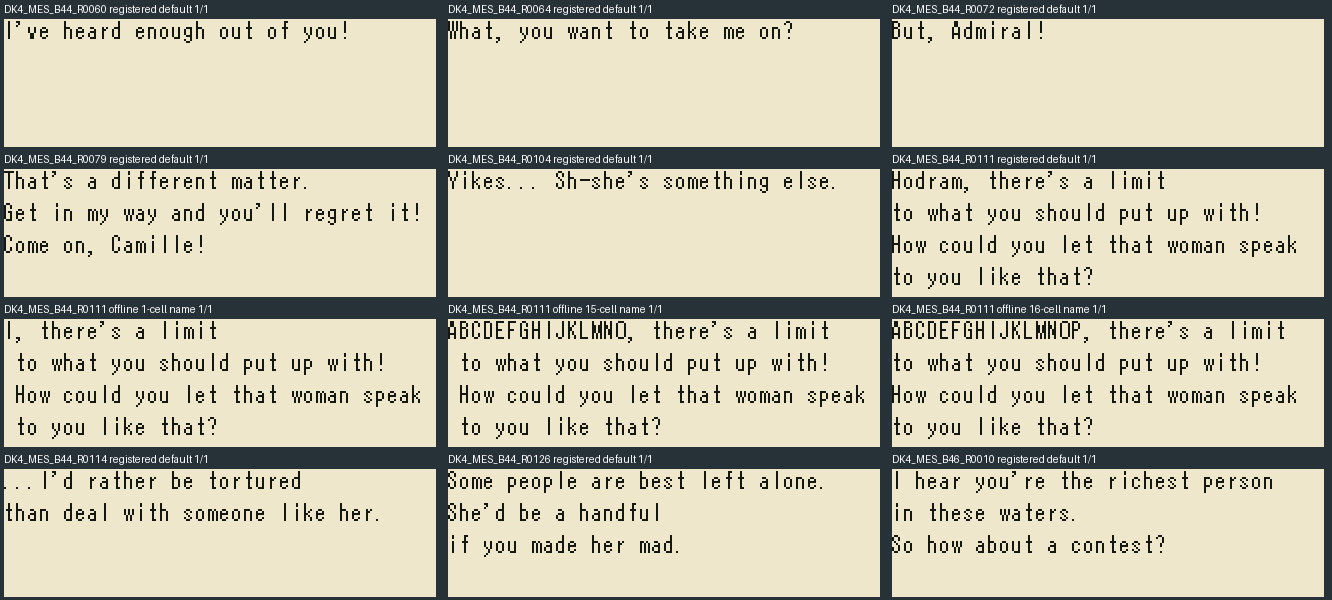 DK4_MES_B44_R0060 registered default 1/1
I've heard enough out of you!
DK4_MES_B44_R0064 registered default 1/1
What, you want to take me on?
DK4_MES_B44_R0072 registered default 1/1
But, Admiral!
DK4_MES_B44_R0079 registered default 1/1
That's a different matter.
Get in my way and you'll regret it!
Come on, Camille!
DK4_MES_B44_R0104 registered default 1/1
Yikes... Sh-she's something else.
DK4_MES_B44_R0111 registered default 1/1
Hodram, there's a limit
to what you should put up with!
How could you let that woman speak
to you like that?
DK4_MES_B44_R0111 offline 1-cell name 1/1
I, there's a limit
to what you should put up with!
How could you let that woman speak
to you like that?
DK4_MES_B44_R0111 offline 15-cell name 1/1
ABCDEFGHIJKLMNO, there's a limit
to what you should put up with!
How could you let that woman speak
to you like that?
DK4_MES_B44_R0111 offline 16-cell name 1/1
ABCDEFGHIJKLMNOP, there's a limit
to what you should put up with!
How could you let that woman speak
to you like that?
DK4_MES_B44_R0114 registered default 1/1
...I'd rather be tortured
than deal with someone like her.
DK4_MES_B44_R0126 registered default 1/1
Some people are best left alone.
She'd be a handful
if you made her mad.
DK4_MES_B46_R0010 registered default 1/1
I hear you're the richest person
in these waters.
So how about a contest?